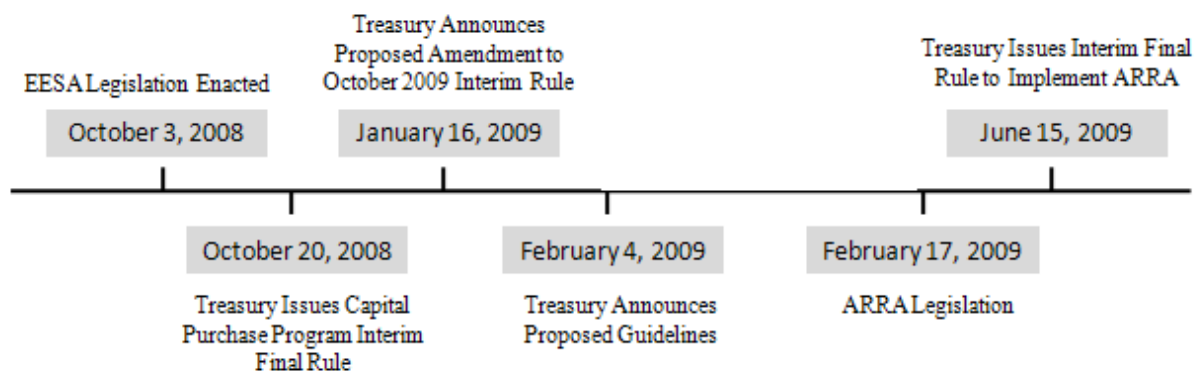 Treasury Announces
Proposed Amendment to
October 2009 Interim Rule
Treasury Issues Interim Final
Rule to Implement ARRA
EESA Legislation Enacted
October 3, 2008
January 16, 2009
June 15, 2009
October 20, 2008
February 4, 2009
February 17, 2009
Treasury Issues Capital
Purchase Program Interim
Final Rule
Treasury Announces
Proposed Guidelines
ARRA Legislation